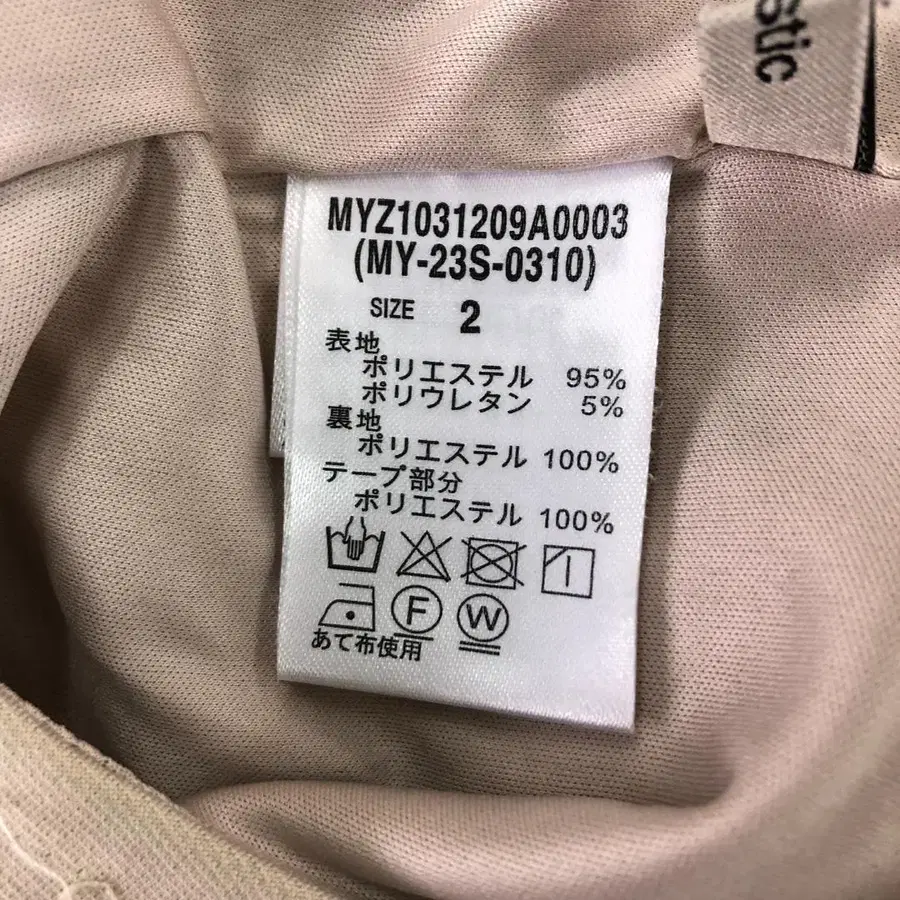 stic
MYZ1031209A0003
(MY-23S-0310)
SIZE 2
表地
ポリエステル 95%
ポリウレタン 5%
裏地
ポリエステル 100%
テープ部分
ポリエステル 100%
F W
あて布使用